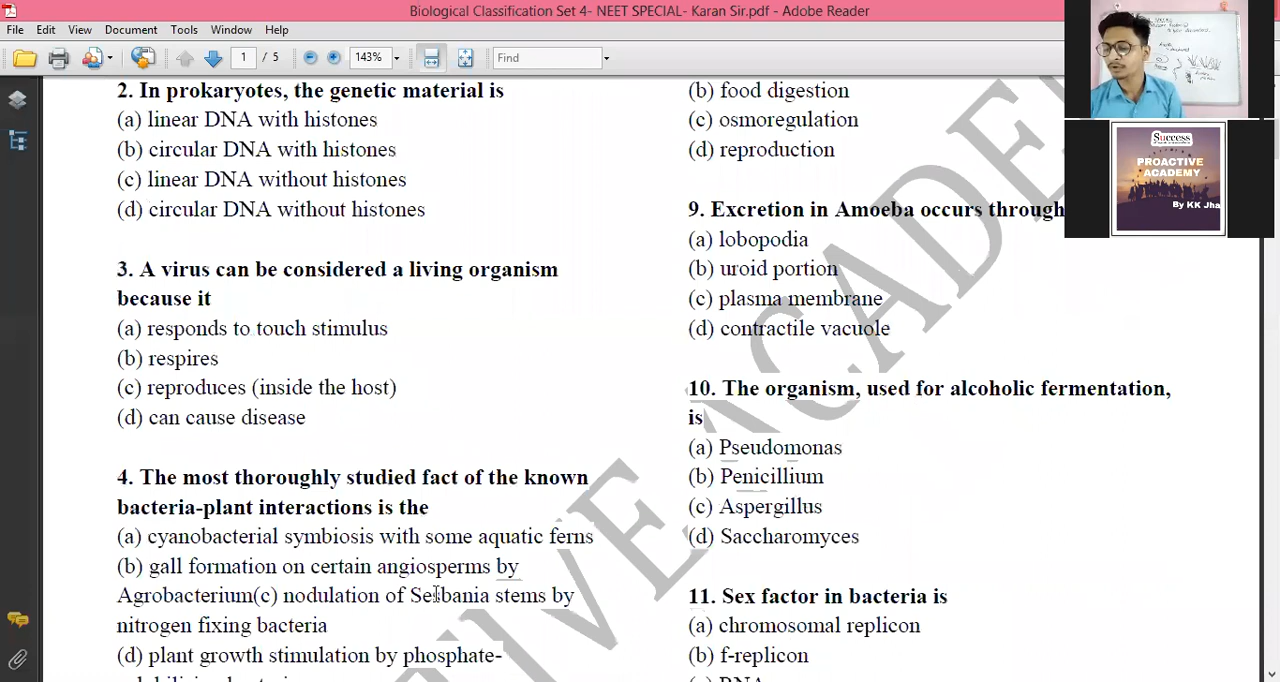 Biological Classification Set 4- NEET SPECIAL- Karan Sir.pdf - Adobe Reader
File Edit View Document Tools Window Help
1 / 5 143% Find
2. In prokaryotes, the genetic material is
(a) linear DNA with histones
(b) circular DNA with histones
(c) linear DNA without histones
(d) circular DNA without histones
3. A virus can be considered a living organism
because it
(a) responds to touch stimulus
(b) respires
(c) reproduces (inside the host)
(d) can cause disease
4. The most thoroughly studied fact of the known
bacteria-plant interactions is the
(a) cyanobacterial symbiosis with some aquatic ferns
(b) gall formation on certain angiosperms by
Agrobacterium(c) nodulation of Sesbania stems by
nitrogen fixing bacteria
(d) plant growth stimulation by phosphate-
(b) food digestion
(c) osmoregulation
(d) reproduction
9. Excretion in Amoeba occurs through
(a) lobopodia
(b) uroid portion
(c) plasma membrane
(d) contractile vacuole
10. The organism, used for alcoholic fermentation,
is
(a) Pseudomonas
(b) Penicillium
(c) Aspergillus
(d) Saccharomyces
11. Sex factor in bacteria is
(a) chromosomal replicon
(b) f-replicon
Success
PROACTIVE
ACADEMY
By KK Jha